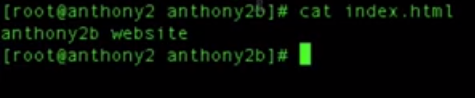 [root@anthony2 anthony2b]# cat index.html
anthony2b website
[root@anthony2 anthony2b]#